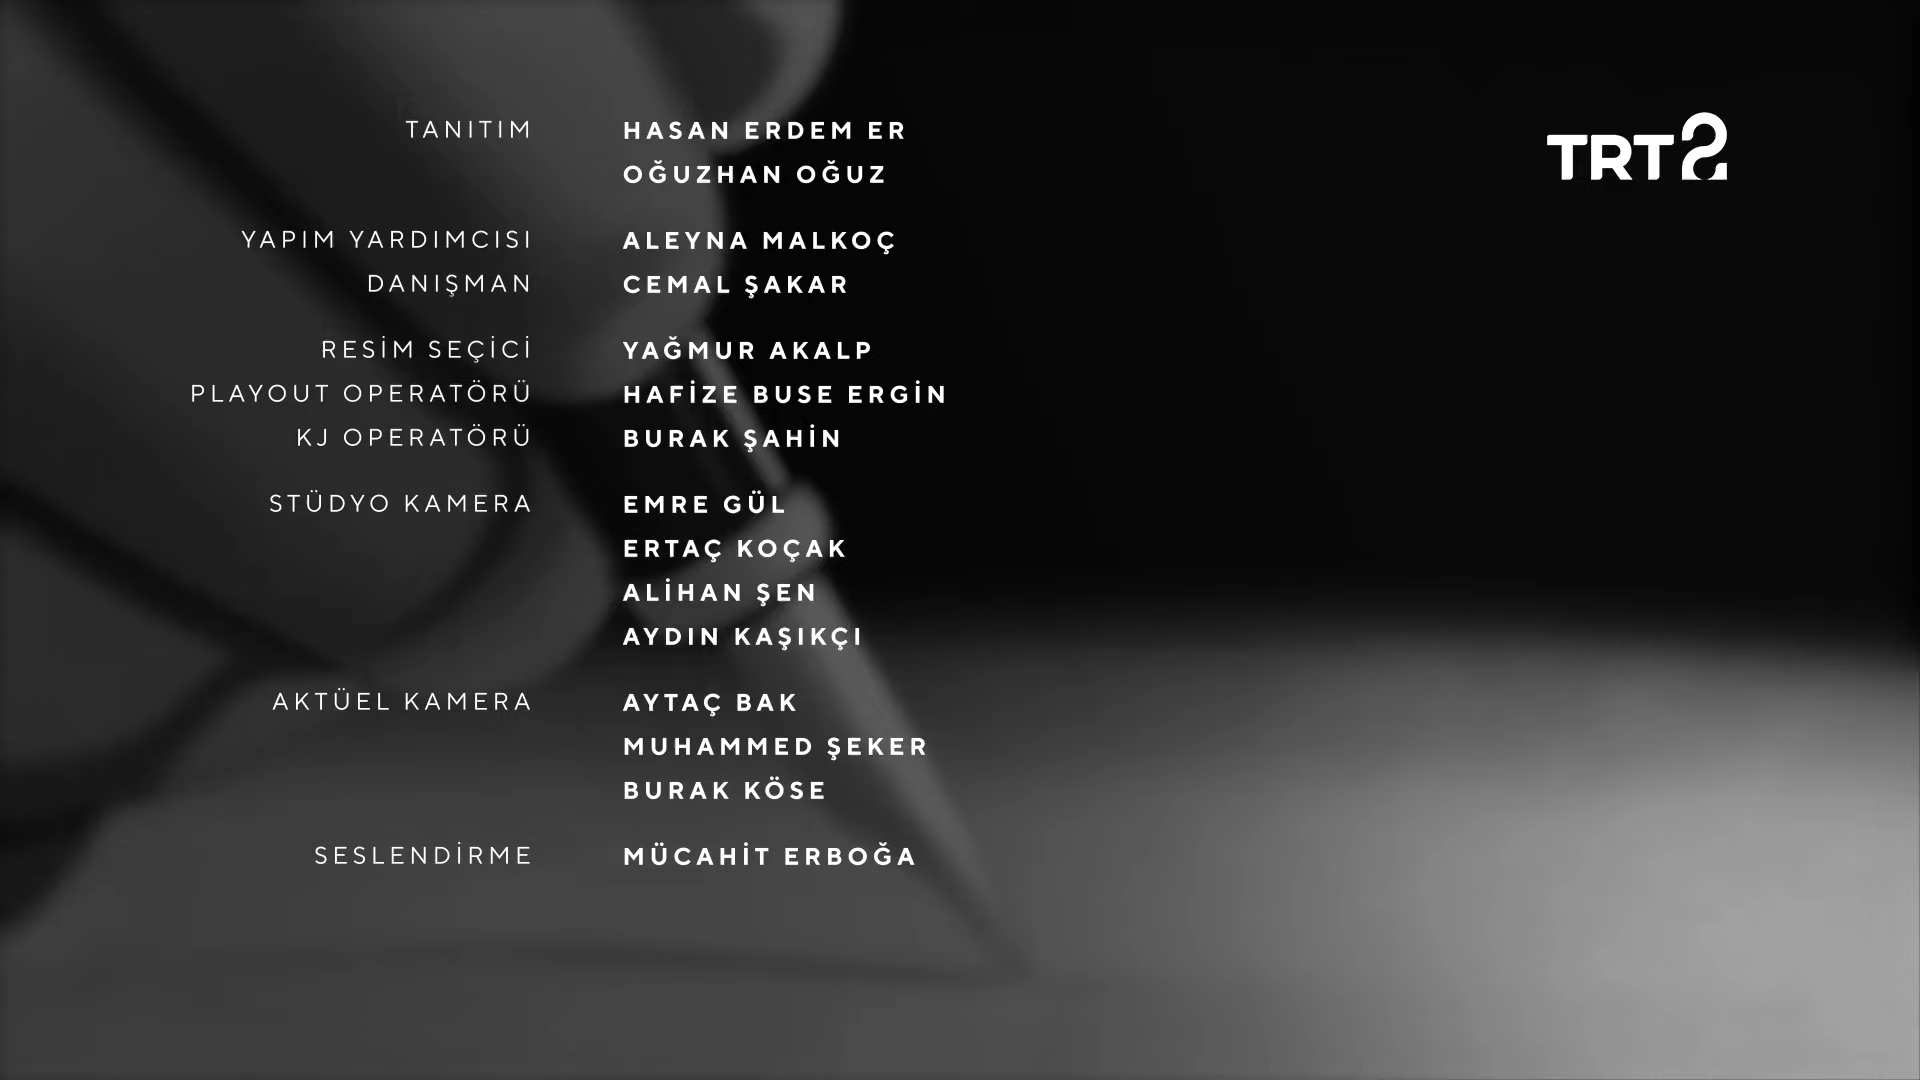 TANITIM HASAN ERDEM ER
OĞUZHAN OĞUZ
YAPIM YARDIMCISI ALEYNA MALKOÇ
DANIŞMAN CEMAL ŞAKAR
RESİM SEÇİCİ YAĞMUR AKALP
PLAYOUT OPERATÖRÜ HAFİZE BUSE ERGİN
KJ OPERATÖRÜ BURAK ŞAHİN
STÜDYO KAMERA EMRE GÜL
ERTAÇ KOÇAK
ALİHAN ŞEN
AYDIN KAŞIKÇI
AKTÜEL KAMERA AYTAÇ BAK
MUHAMMED ŞEKER
BURAK KÖSE
SESLENDİRME MÜCAHİT ERBOĞA
TRT2